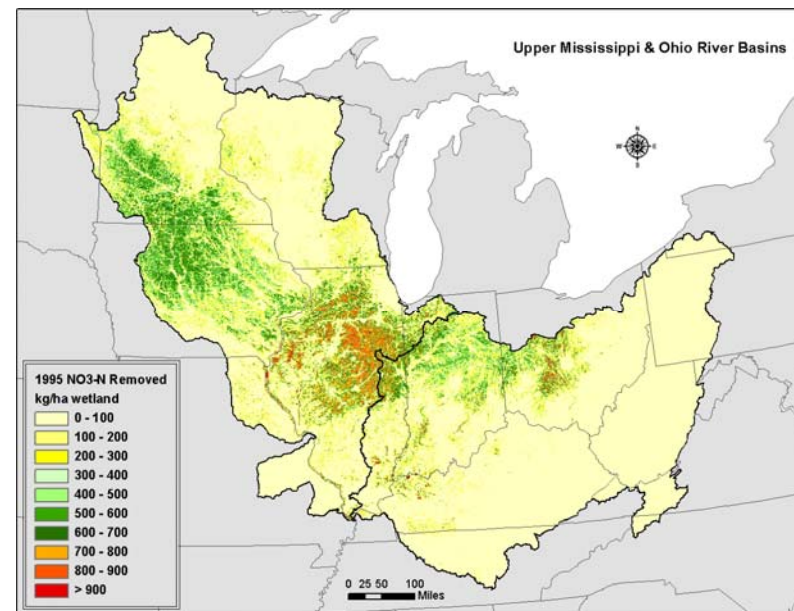 Upper Mississippi & Ohio River Basins
N
W E
S
1995 NO3-N Removed
kg/ha wetland
0 - 100
100 - 200
200 - 300
300 - 400
400 - 500
500 - 600
600 - 700
700 - 800
800 - 900
> 900
0 25 50 100
Miles